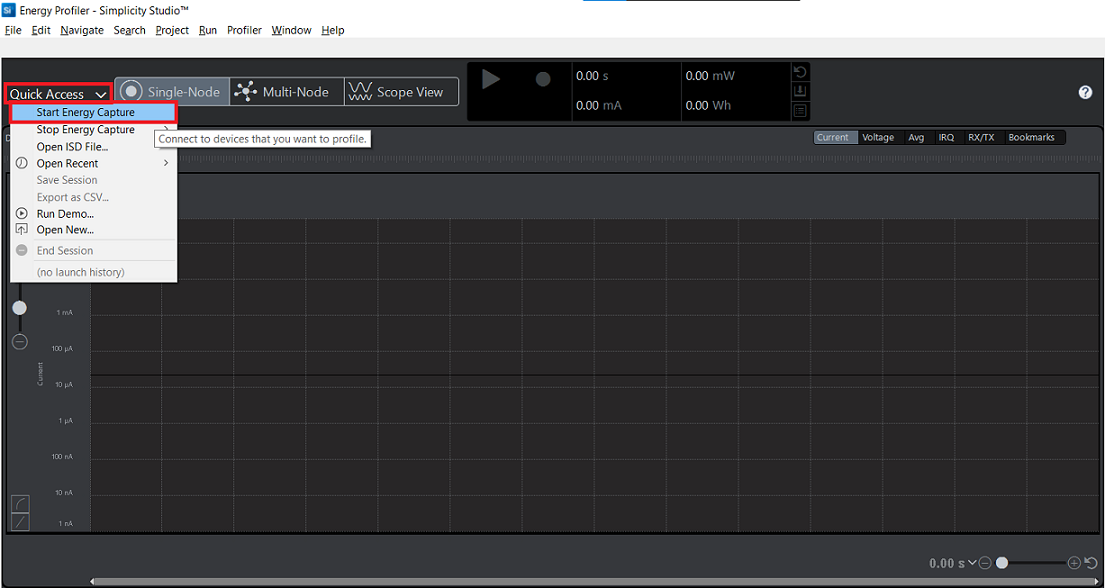 Energy Profiler - Simplicity Studio™
File Edit Navigate Search Project Run Profiler Window Help
Quick Access
Single-Node
Multi-Node
Scope View
0.00 s
0.00 mW
0.00 mA
0.00 Wh
Start Energy Capture
Stop Energy Capture
Connect to devices that you want to profile.
Open ISD File...
Open Recent
Save Session
Export as CSV...
Run Demo...
Open New...
End Session
(no launch history)
Current Voltage Avg IRQ RX/TX Bookmarks
1 mA
100 µA
10 µA
1 µA
100 nA
10 nA
1 nA
Current
0.00 s